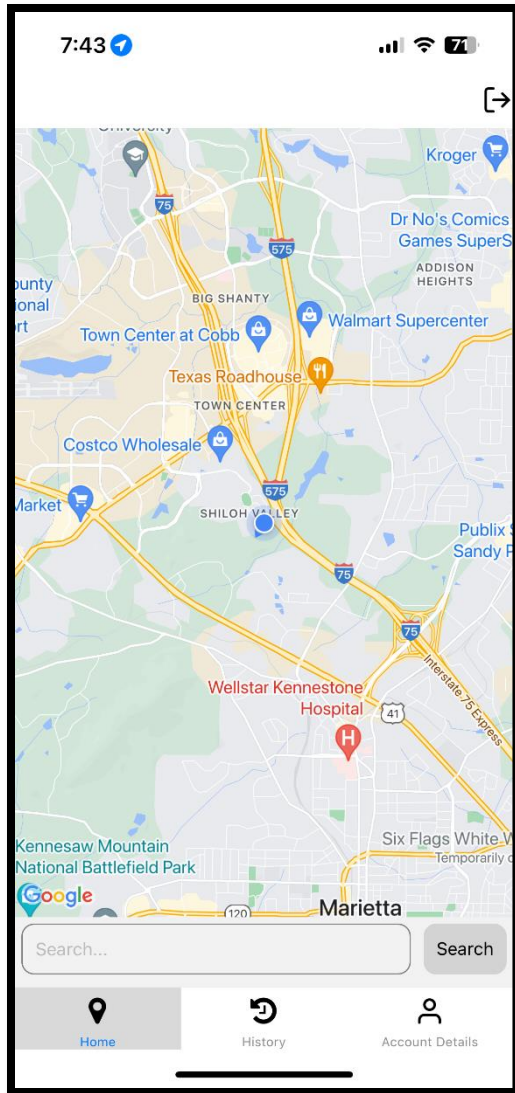 7:43
71
University
Kroger
75
Dr No's Comics
Games SuperS
575
ADDISON
HEIGHTS
ounty
ional
rt
BIG SHANTY
Town Center at Cobb
Walmart Supercenter
Texas Roadhouse
TOWN CENTER
Costco Wholesale
575
Market
SHILOH VALLEY
Publix S
Sandy P
75
75
Interstate 75 Express
Wellstar Kennestone
Hospital
41
H
Kennesaw Mountain
National Battlefield Park
Six Flags White W
Temporarily c
Google
120
Marietta
Search...
Search
Home
History
Account Details